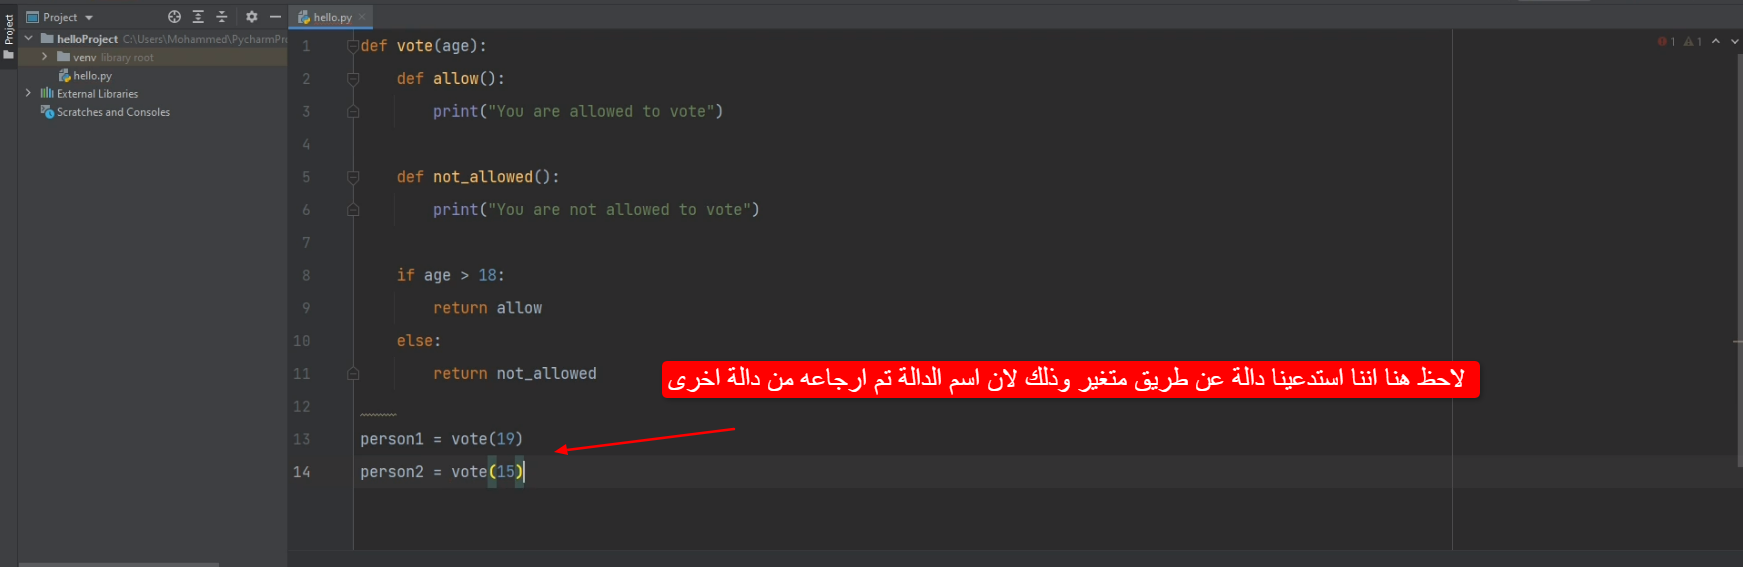 Project
Project
hello.py
helloProject C:\Users\Mohammed\PycharmPro
venv library root
hello.py
External Libraries
Scratches and Consoles
1 def vote(age):
2 def allow():
3 print("You are allowed to vote")
4
5 def not_allowed():
6 print("You are not allowed to vote")
7
8 if age > 18:
9 return allow
10 else:
11 return not_allowed
لاحظ هنا اننا استدعينا دالة عن طريق متغير وذلك لان اسم الدالة تم ارجاعه من دالة اخرى
12
13 person1 = vote(19)
14 person2 = vote(15)
1 1